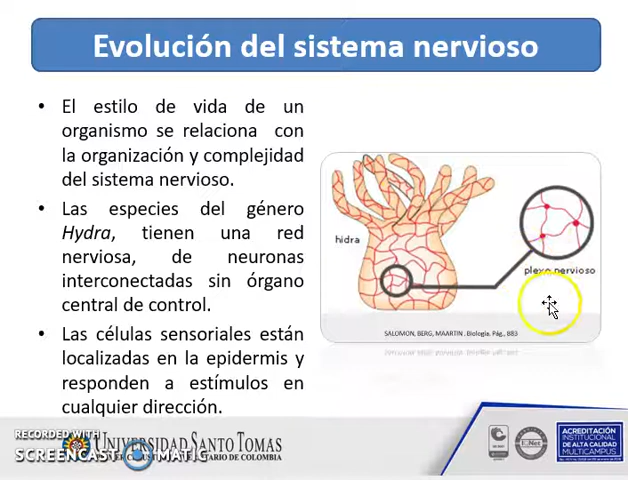 Evolución del sistema nervioso
• El estilo de vida de un
organismo se relaciona con
la organización y complejidad
del sistema nervioso.
• Las especies del género
Hydra, tienen una red
nerviosa, de neuronas
interconectadas sin órgano
central de control.
• Las células sensoriales están
localizadas en la epidermis y
responden a estímulos en
cualquier dirección.
hidra
plexo nervioso
SALOMON, BERG, MAARTIN . Biología. Pág., 883
RECORDED WITH
SCREENCAST MATIC
UNIVERSIDAD SANTO TOMAS
DE COLOMBIA
ACREDITACIÓN
INSTITUCIONAL
DE ALTA CALIDAD
MULTICAMPUS